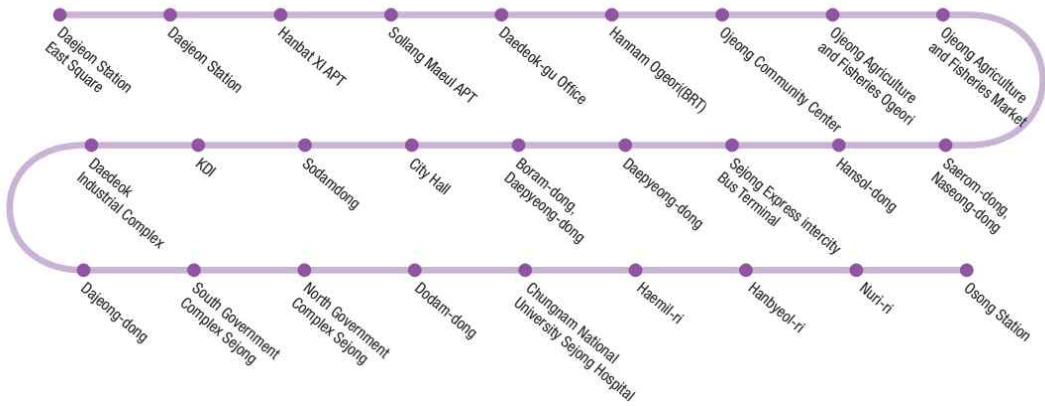 Daejeon Station
East Square
Daejeon Station
Hanbat XI APT
Sollang Maeul APT
Daedeok-gu Office
Hannam Ogeori(BRT)
Ojeong Community Center
Ojeong Agriculture
and Fisheries Ogeori
Ojeong Agriculture
and Fisheries Market
Daedeok
Industrial Complex
KDI
Sodamdong
City Hall
Boram-dong,
Daepyeong-dong
Daepyeong-dong
Sejong Express intercity
Bus Terminal
Hansol-dong
Saerom-dong,
Naseong-dong
Dajeong-dong
South Government
Complex Sejong
North Government
Complex Sejong
Dodam-dong
Chungnam National
University Sejong Hospital
Haemil-ri
Hanbyeol-ri
Nuri-ri
Osong Station